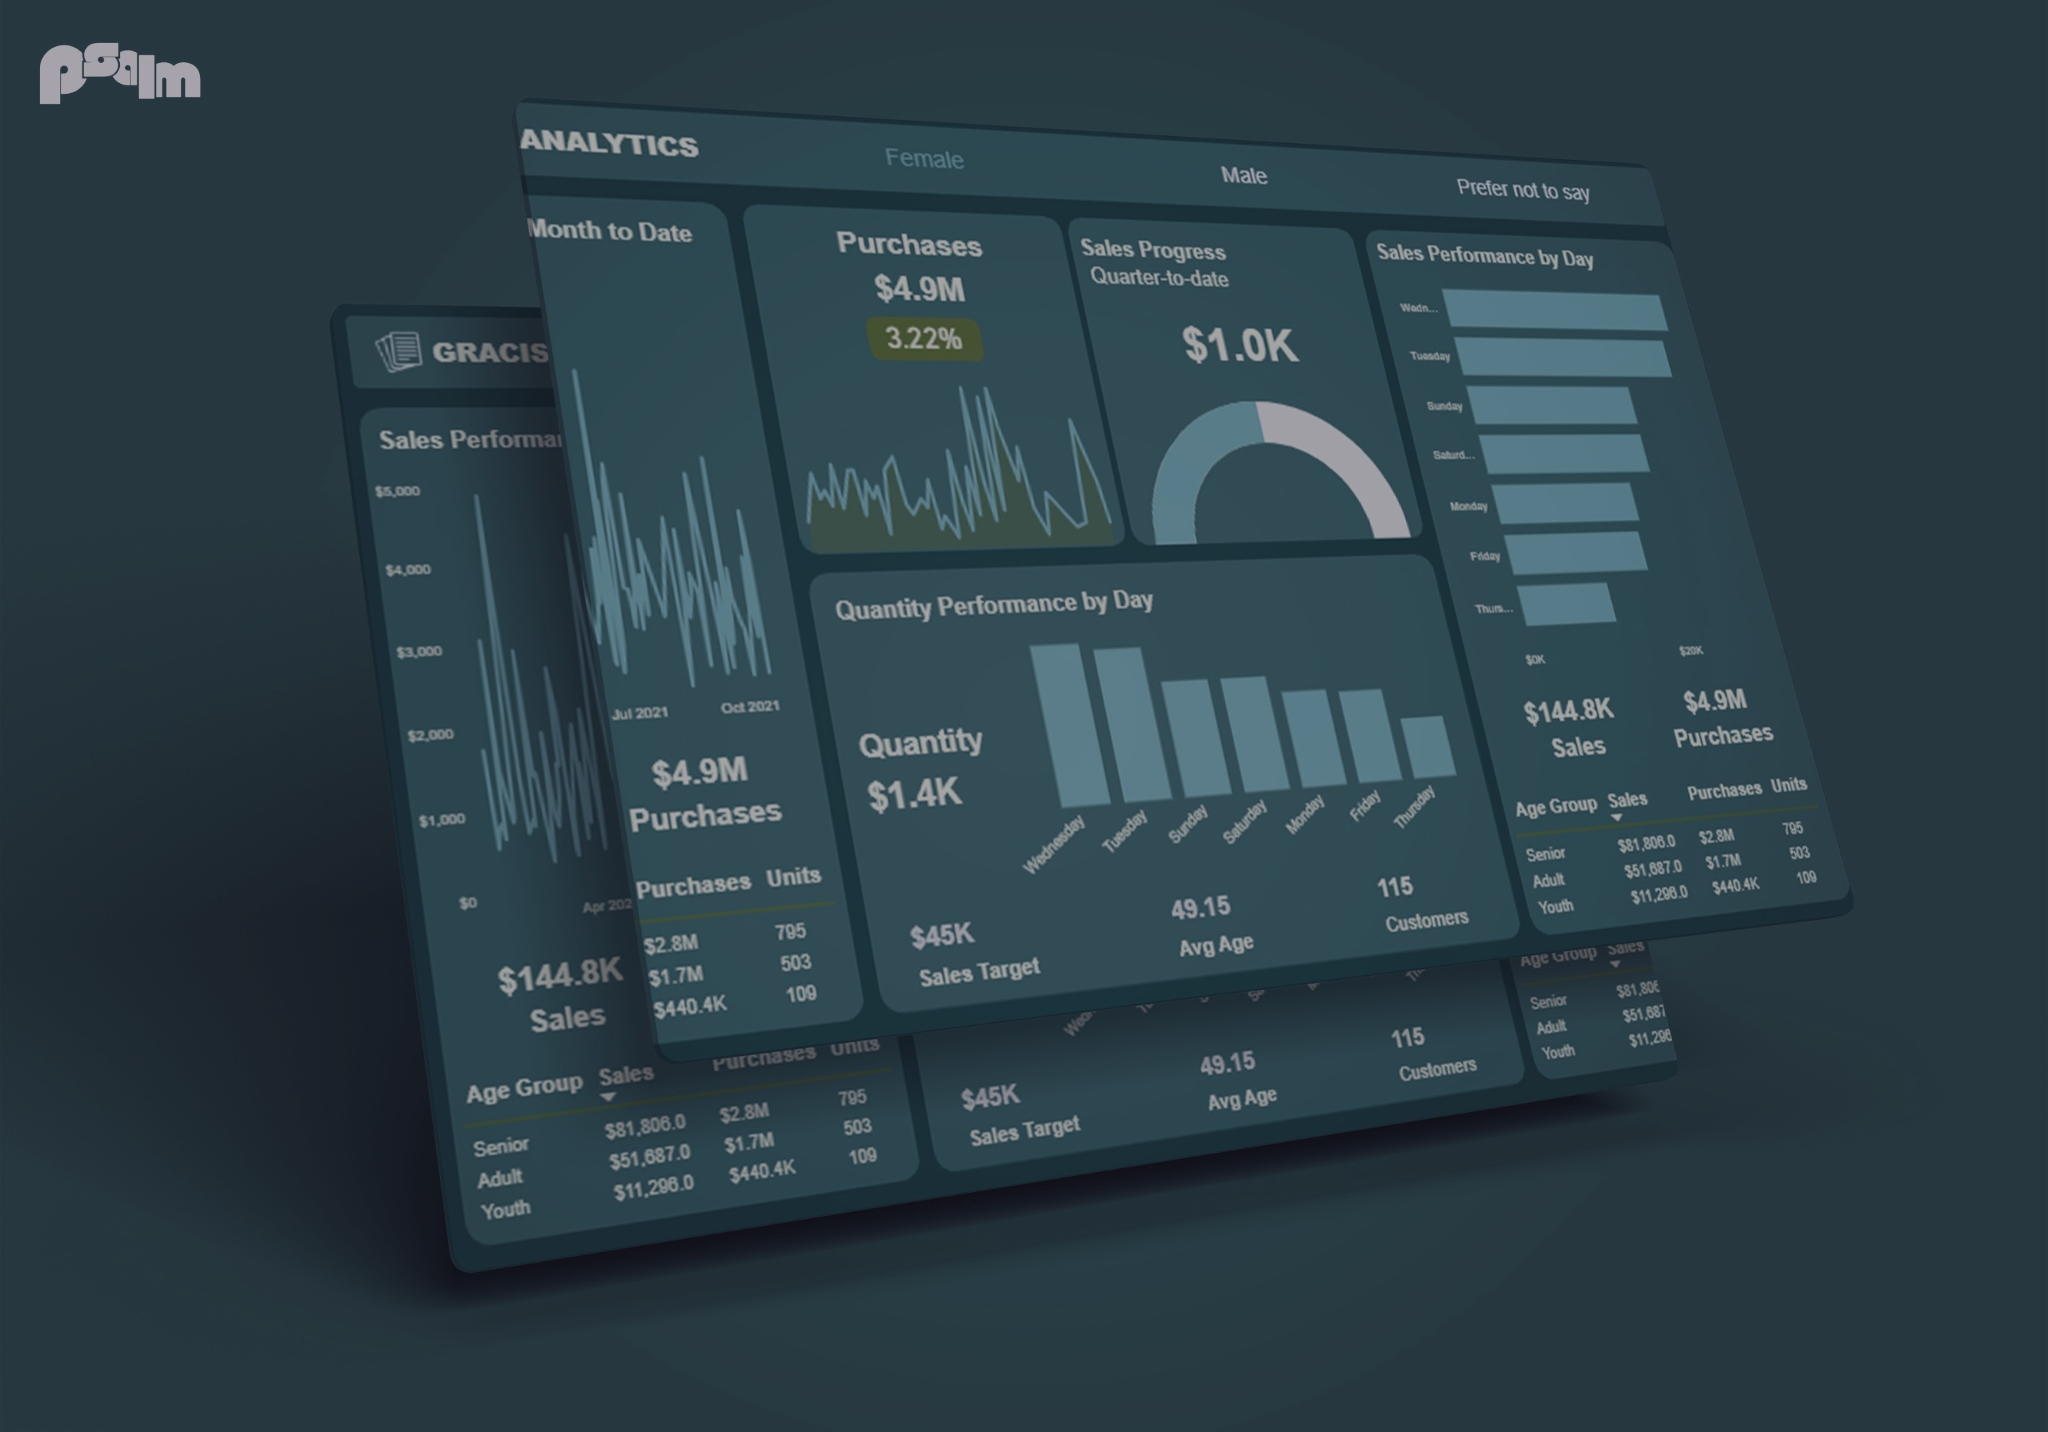 psalm
ANALYTICS
Female
Male
Prefer not to say
Month to Date
Jul 2021
Oct 2021
$4.9M
Purchases
Purchases Units
$2.8M 795
$1.7M 503
$440.4K 109
Purchases
$4.9M
3.22%
Sales Progress
Quarter-to-date
$1.0K
Quantity Performance by Day
Quantity
$1.4K
Wednesday
Tuesday
Sunday
Saturday
Monday
Friday
Thursday
$45K
Sales Target
49.15
Avg Age
115
Customers
Sales Performance by Day
Wedn...
Tuesday
Sunday
Saturd...
Monday
Friday
Thurs...
$0K
$20K
$144.8K
Sales
$4.9M
Purchases
Age Group Sales Purchases Units
Senior $81,806.0 $2.8M 795
Adult $51,687.0 $1.7M 503
Youth $11,296.0 $440.4K 109
GRACIS
Sales Performa
$5,000
$4,000
$3,000
$2,000
$1,000
$0
Apr 202
$144.8K
Sales
Age Group Sales Purchases Units
Senior $81,806.0 $2.8M 795
Adult $51,687.0 $1.7M 503
Youth $11,296.0 $440.4K 109
$45K
Sales Target
49.15
Avg Age
115
Customers
Age Group Sales
Senior $81,806
Adult $51,687
Youth $11,296